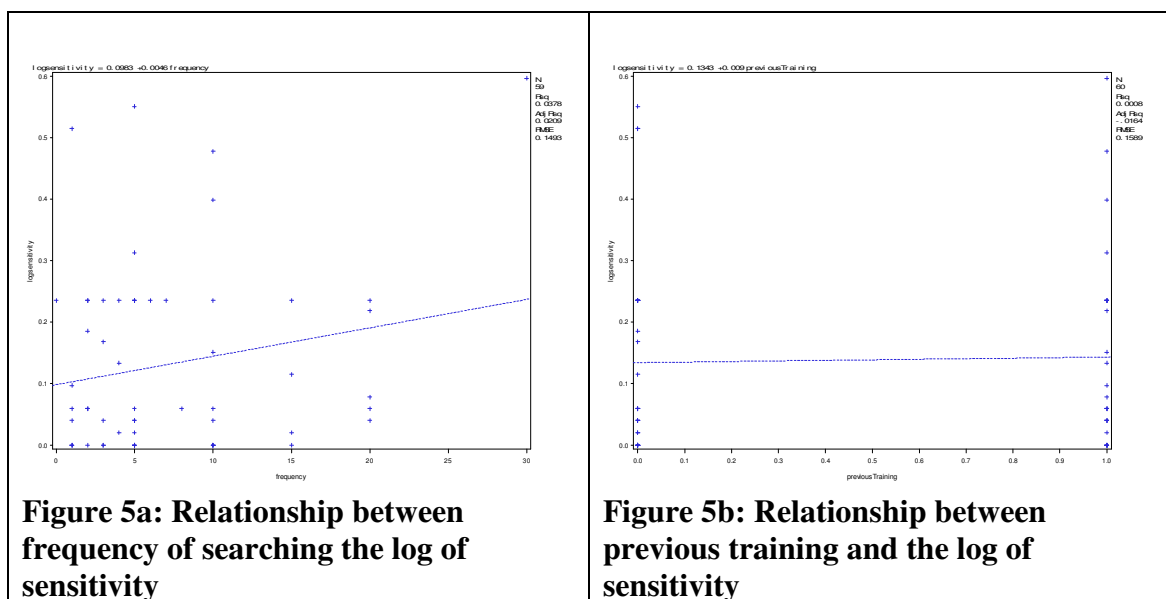 logsensitivity = 0.0983 +0.0046 frequency
0.6
0.5
0.4
0.3
0.2
0.1
0.0
logsensitivity
0
5
10
15
20
25
30
frequency
N
59
Rsq
0.0378
AdjRsq
0.0209
RMSE
0.1493
Figure 5a: Relationship between
frequency of searching the log of
sensitivity
logsensitivity = 0.1343 +0.009 previousTraining
0.6
0.5
0.4
0.3
0.2
0.1
0.0
logsensitivity
0.0
0.1
0.2
0.3
0.4
0.5
0.6
0.7
0.8
0.9
1.0
previousTraining
N
60
Rsq
0.0008
AdjRsq
-.0164
RMSE
0.1589
Figure 5b: Relationship between
previous training and the log of
sensitivity